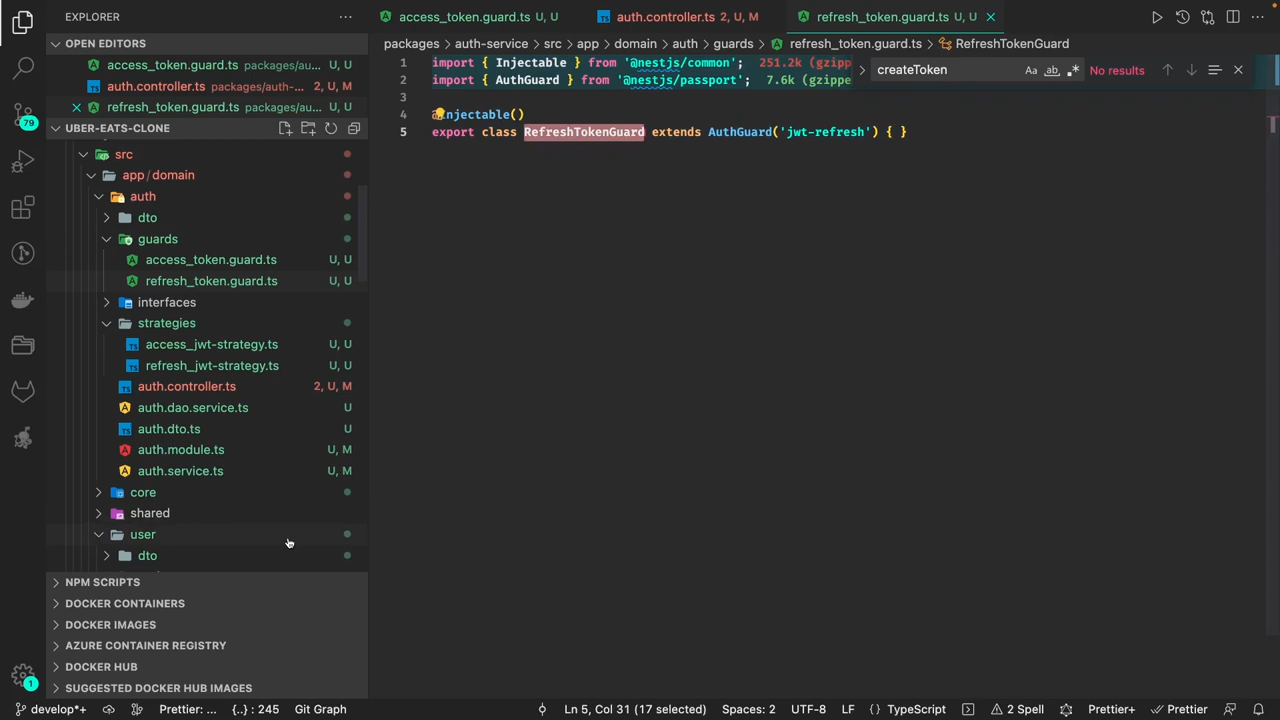 EXPLORER
access_token.guard.ts U, U
auth.controller.ts 2, U, M
refresh_token.guard.ts U, U
OPEN EDITORS
packages auth-service src app domain auth guards refresh_token.guard.ts RefreshTokenGuard
access_token.guard.ts packages/au... U, U
auth.controller.ts packages/auth-... 2, U, M
refresh_token.guard.ts packages/au... U, U
UBER-EATS-CLONE
1 import { Injectable } from '@nestjs/common'; 251.2k (gzipp
2 import { AuthGuard } from '@nestjs/passport'; 7.6k (gzippe
3
4 njectable()
5 export class RefreshTokenGuard extends AuthGuard('jwt-refresh') { }
createToken Aa ab No results
src
app / domain
auth
dto
guards
access_token.guard.ts U, U
refresh_token.guard.ts U, U
interfaces
strategies
access_jwt-strategy.ts U, U
refresh_jwt-strategy.ts U, U
auth.controller.ts 2, U, M
auth.dao.service.ts U
auth.dto.ts U
auth.module.ts U, M
auth.service.ts U, M
core
shared
user
dto
NPM SCRIPTS
DOCKER CONTAINERS
DOCKER IMAGES
AZURE CONTAINER REGISTRY
DOCKER HUB
SUGGESTED DOCKER HUB IMAGES
79
1
develop*+ Prettier: ... {..} : 245 Git Graph Ln 5, Col 31 (17 selected) Spaces: 2 UTF-8 LF {} TypeScript 2 Spell Prettier+ Prettier